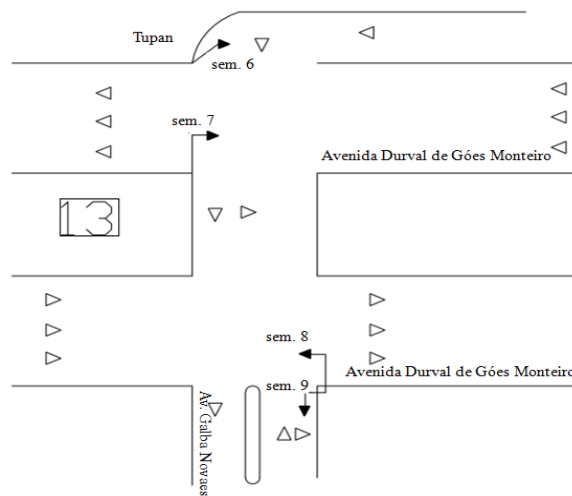 Tupan
sem. 6
sem. 7
Avenida Durval de Góes Monteiro
13
sem. 8
sem. 9
Avenida Durval de Góes Monteiro
Av. Galba Novaes